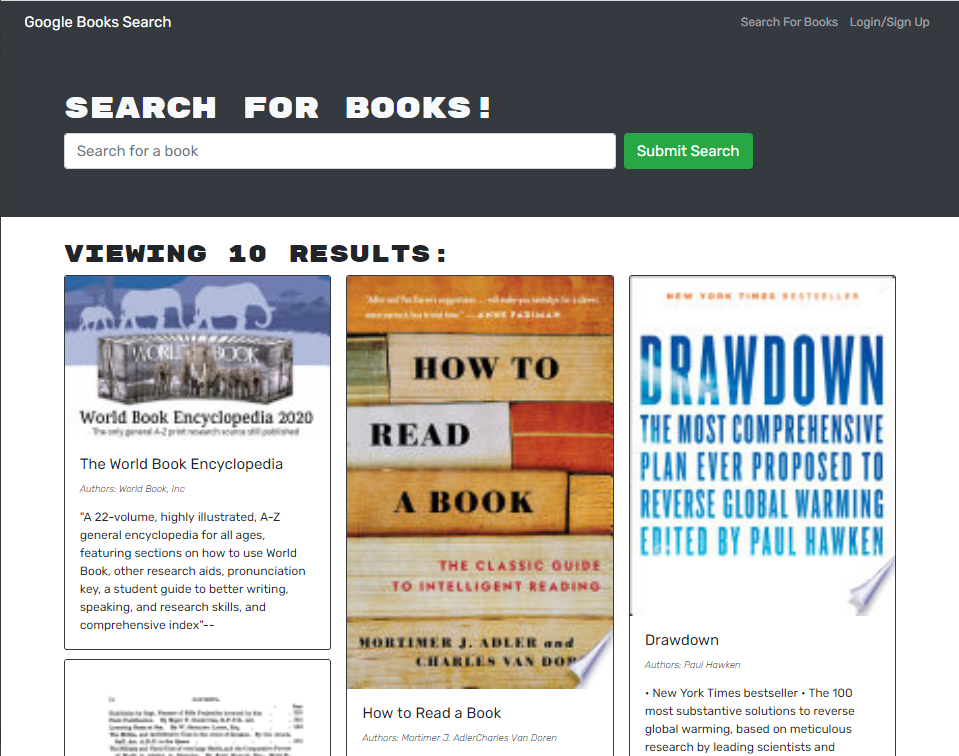 Google Books Search
Search For Books
Login/Sign Up
SEARCH FOR BOOKS!
Search for a book
Submit Search
VIEWING 10 RESULTS:
WORLD BOOK
World Book Encyclopedia 2020
The only general A-Z print research source still published
The World Book Encyclopedia
Authors: World Book, Inc
"A 22-volume, highly illustrated, A-Z
general encyclopedia for all ages,
featuring sections on how to use World
Book, other research aids, pronunciation
key, a student guide to better writing,
speaking, and research skills, and
comprehensive index"--
HOW TO
READ
A BOOK
THE CLASSIC GUIDE
TO INTELLIGENT READING
MORTIMER J. ADLER and
CHARLES VAN DOR
How to Read a Book
Authors: Mortimer J. AdlerCharles Van Doren
NEW YORK TIMES BESTSELLER
DRAWDOWN
THE MOST COMPREHENSIVE
PLAN EVER PROPOSED TO
REVERSE GLOBAL WARMING
EDITED BY PAUL HAWKEN
Drawdown
Authors: Paul Hawken
• New York Times bestseller • The 100
most substantive solutions to reverse
global warming, based on meticulous
research by leading scientists and